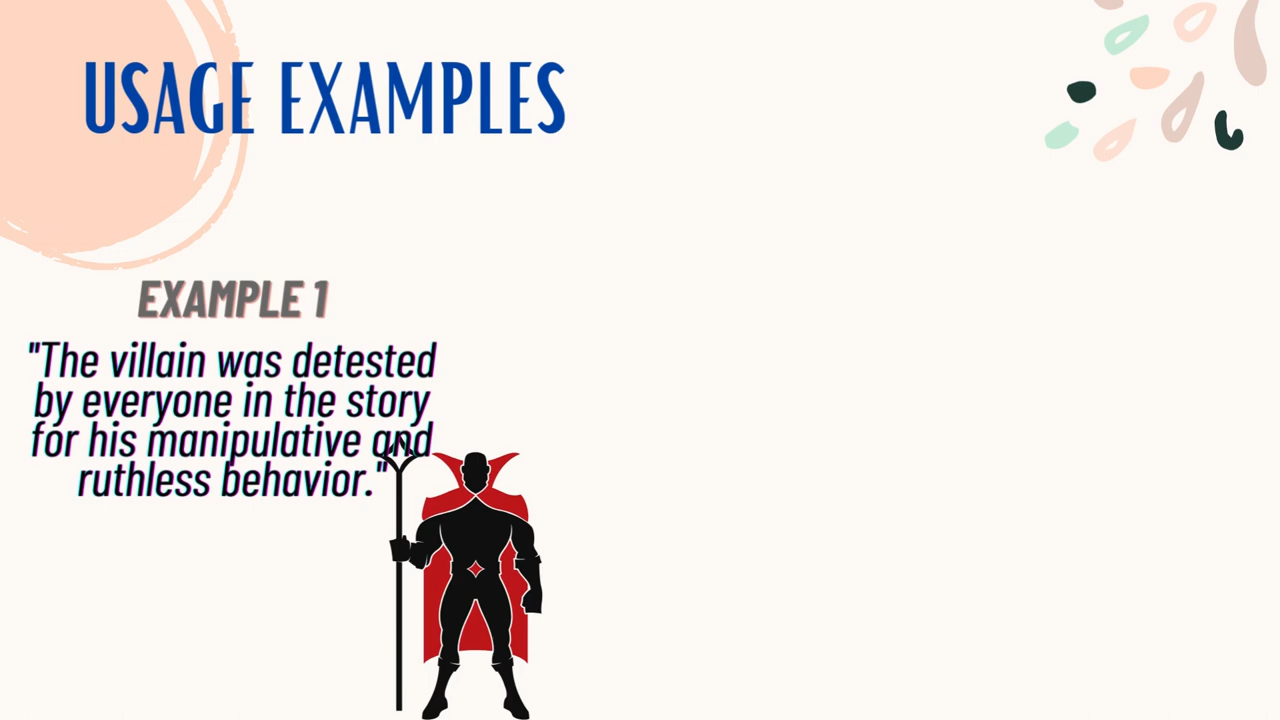 USAGE EXAMPLES
EXAMPLE 1
"The villain was detested
by everyone in the story
for his manipulative and
ruthless behavior."